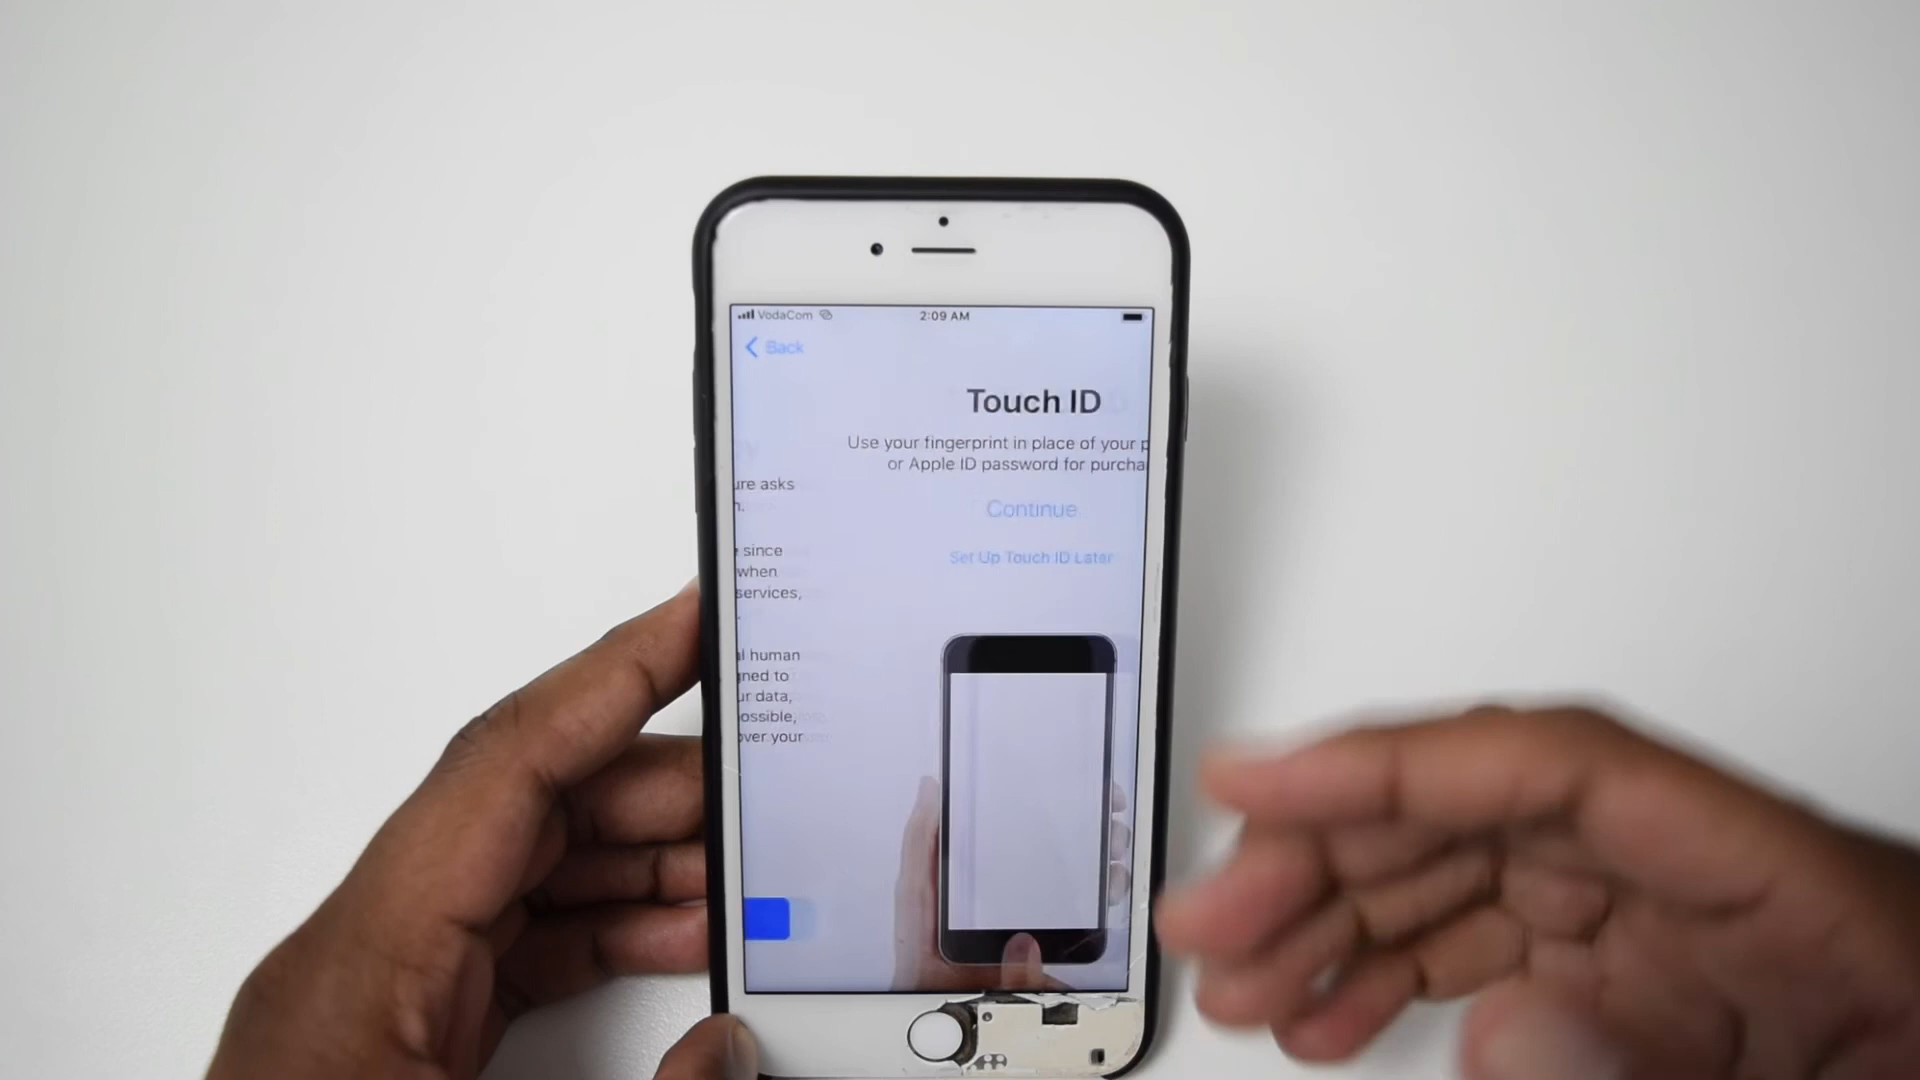 VodaCom
2:09 AM
Back
Touch ID
Use your fingerprint in place of your p
or Apple ID password for purcha
Continue
Set Up Touch ID Later
ure asks
n.
since
when
services,
.
al human
gned to
ur data,
ossible,
over your